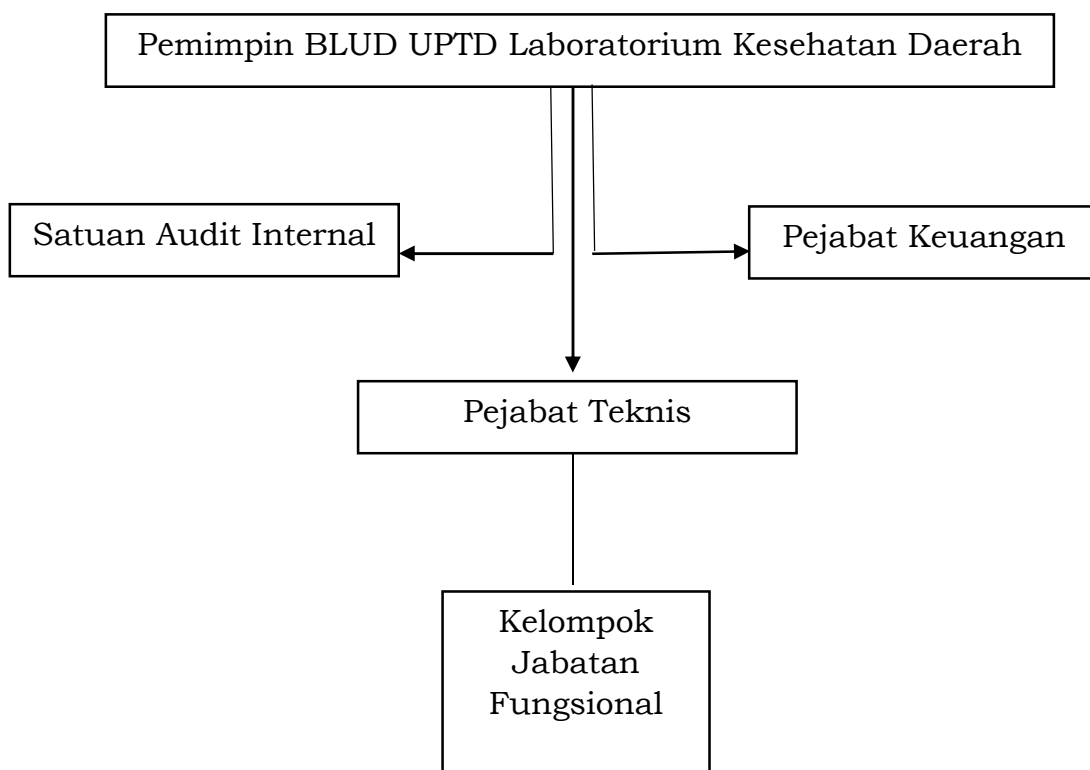 Pemimpin BLUD UPTD Laboratorium Kesehatan Daerah
Satuan Audit Internal
Pejabat Keuangan
Pejabat Teknis
Kelompok
Jabatan
Fungsional